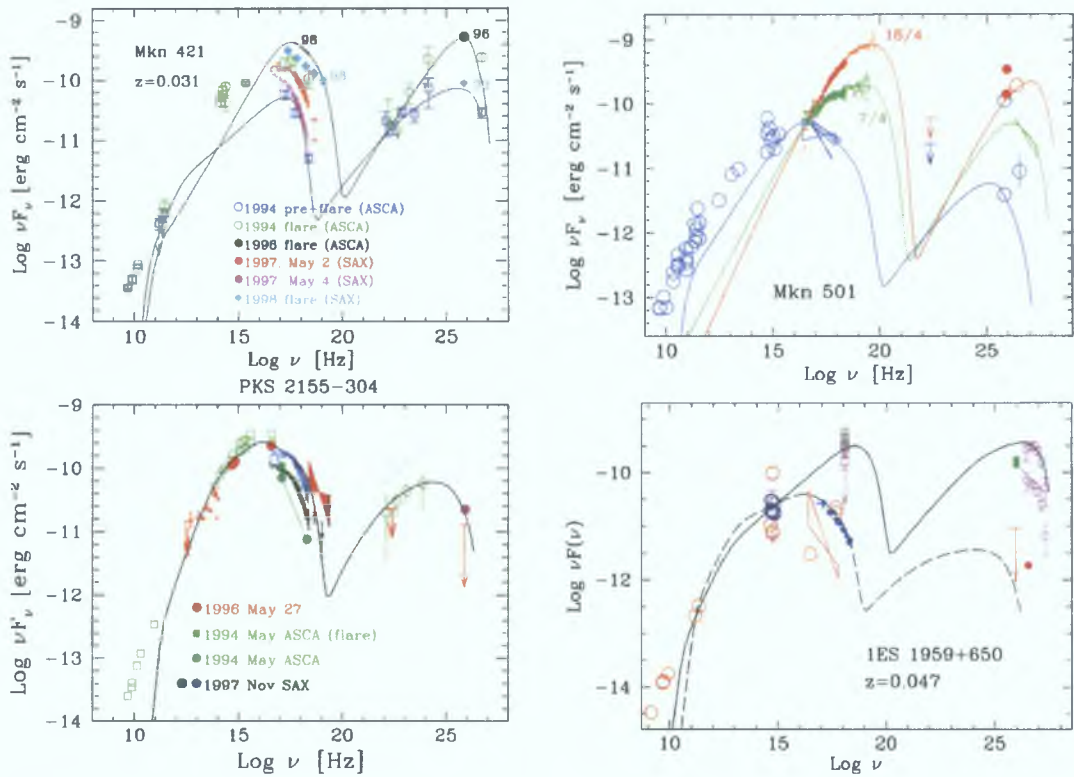 -9
-10
-11
-12
-13
-14
Log νFν [erg cm⁻² s⁻¹]
Mkn 421
z=0.031
96
98
96
1994 pre-flare (ASCA)
1994 flare (ASCA)
1996 flare (ASCA)
1997 May 2 (SAX)
1997 May 4 (SAX)
1998 flare (SAX)
10 15 20 25
Log ν [Hz]
-9
-10
-11
-12
-13
Log νFν [erg cm⁻² s⁻¹]
16/4
7/4
Mkn 501
10 15 20 25
Log ν [Hz]
PKS 2155-304
-9
-10
-11
-12
-13
-14
Log νFν [erg cm⁻² s⁻¹]
1996 May 27
1994 May ASCA (flare)
1994 May ASCA
1997 Nov SAX
10 15 20 25
Log ν [Hz]
-10
-11
-12
-13
-14
Log νF(ν)
1ES 1959+650
z=0.047
10 15 20 25
Log ν